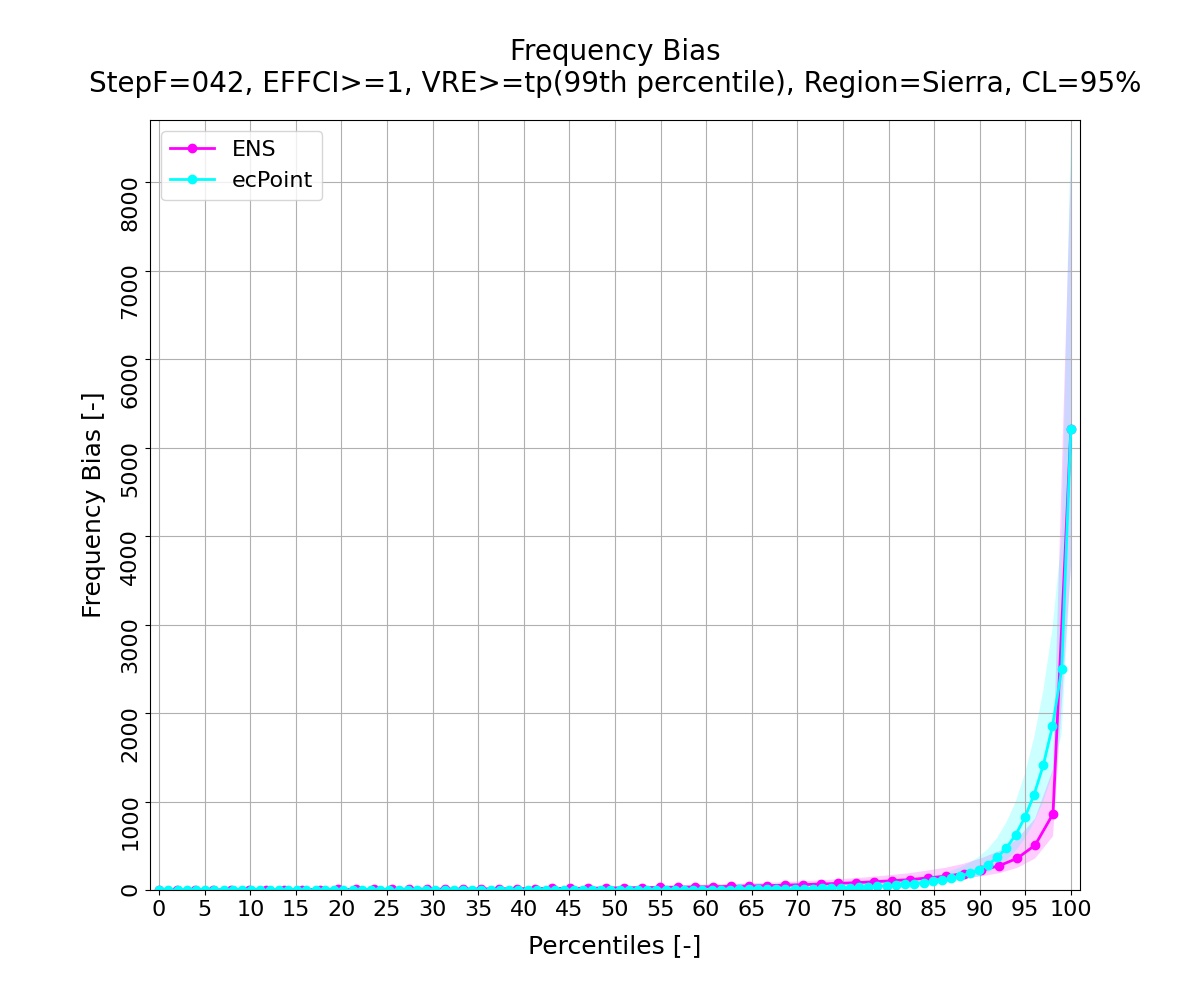 Frequency Bias
StepF=042, EFFCI>=1, VRE>=tp(99th percentile), Region=Sierra, CL=95%
ENS
ecPoint
Frequency Bias [-]
8000
7000
6000
5000
4000
3000
2000
1000
0
0 5 10 15 20 25 30 35 40 45 50 55 60 65 70 75 80 85 90 95 100
Percentiles [-]